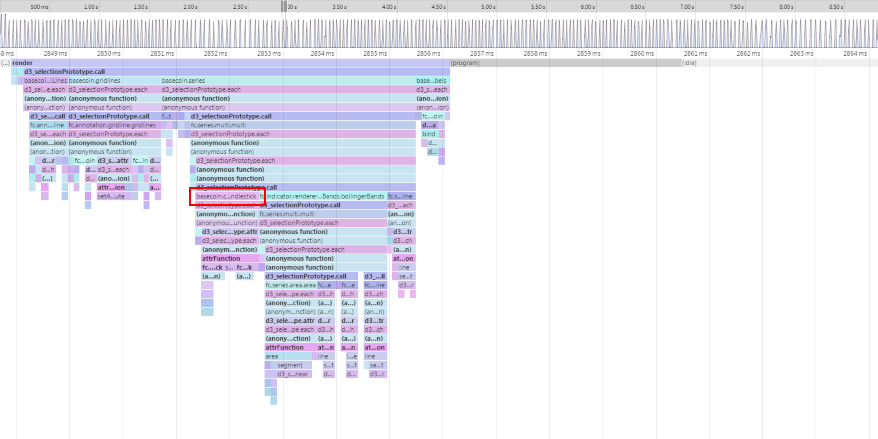 500 ms 1.00 s 1.50 s 2.00 s 2.50 s 00 s 3.50 s 4.00 s 4.50 s 5.00 s 5.50 s 6.00 s 6.50 s 7.00 s 7.50 s 8.00 s 8.50 s
8 ms 2849 ms 2850 ms 2851 ms 2852 ms 2853 ms 2854 ms 2855 ms 2856 ms 2857 ms 2858 ms 2859 ms 2860 ms 2861 ms 2862 ms 2863 ms 2864 ms
(...) render (program) (idle)
d3_selectionPrototype.call
basecoi...lLines basecoin.gridlines basecoin.series base...bels
d3_sel...each d3_selectionPrototype.each d3_selectionPrototype.each d3_s...each
(anony...tion) (anonymous function) (anonymous function) (ano...ion)
(anony...ction) (anonymous function) (anonymous function) (anon...ion)
d3_se...call d3_selectionPrototype.call f...t d3_selectionPrototype.call fc...oin
fc.ann...line fc.annotation.gridline.gridlines fc.series.multi.multi d...a
d3_se...each d3_selectionPrototype.each d3_selectionPrototype.each bind
(anon...ion) (anonymous function) (anonymous function) d...
(anon...tion) (anonymous function) (anonymous function) d...
d...r fc...oin d3_s...attr fc...in d... d3_selectionPrototype.each
d...h d... d3_s...each d... (anonymous function)
(...) (... (ano...ion) (... (anonymous function)
attr...ion a... d3_selectionPrototype.call
setA...ute basecoin.c...ndlestick fc.indicator.renderer...Bands.bollingerBands fc.s...line
d3_selectionPrototype.call d3_...ach
(anonymo...nction) fc.series.multi.multi (an...on)
d3_selectionPrototype.each (an...on)
d3_selec...ype.attr (anonymous function) d3...tr
d3_selec...ype.each (anonymous function) d3...ch
(anonym...nction) d3_selectionPrototype.each (a...n)
attrFunction (anonymous function) at...on
fc....ck s... fc...k (anonymous function) line
(a...n) (a...) d3_selectionPrototype.call d3_...ll se...t
fc.series.area.area fc...e fc...e fc...ine d3...r
d3_se...pe.each d3...h d...h d3...ch
(anony...ction) (a...) (a...) (a...n)
(anonym...nction) (a...n) (a...) (a...n)
d3_sele...pe.attr d3...r d...r d3...tr
d3_sele...pe.each d3...h d...h d3...ch
(anony...ction) (a...) (a...) (a...n)
attrFunction at...n a...n at...on
area line l...e line
segment s...t s...t se...t
d3_s...near d... d... d3...r